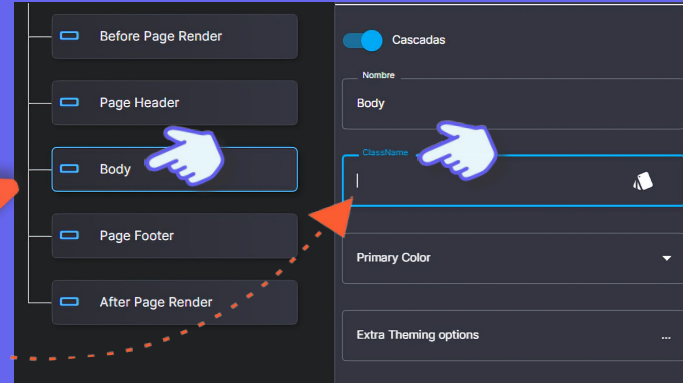 Before Page Render
Page Header
Body
Page Footer
After Page Render
Cascadas
Nombre
Body
ClassName
Primary Color
Extra Theming options
...